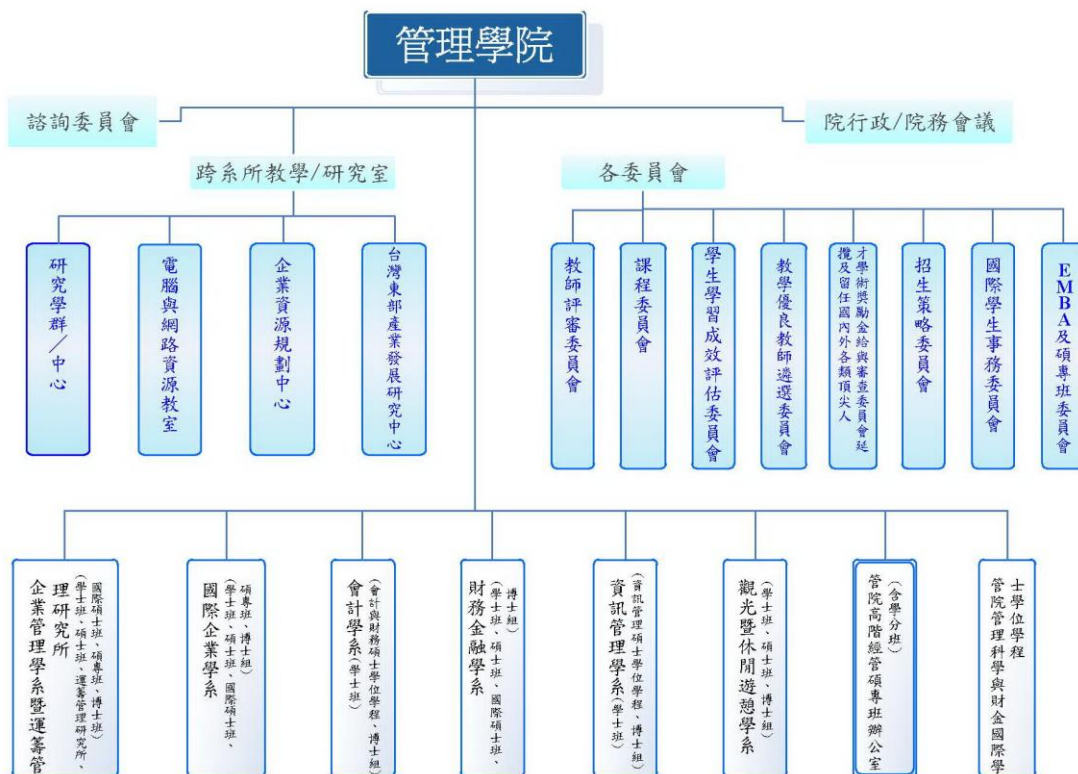 管理學院
諮詢委員會
院行政/院務會議
跨系所教學/研究室
各委員會
研究學群/中心
電腦與網路資源教室
企業資源規劃中心
台灣東部產業發展研究中心
教師評審委員會
課程委員會
學生學習成效評估委員會
教學優良教師遴選委員會
攬及留任國內外各類頂尖人
才學術獎勵金給與審查委員會延
招生策略委員會
國際學生事務委員會
EMBA及碩專班委員會
企業管理學系暨運籌管
理研究所
(學士班、碩士班、運籌管理研究所、
國際碩士班、碩專班、博士班)
國際企業學系
(學士班、碩士班、國際碩士班、
碩專班、博士組)
會計學系(學士班)
(會計與財務碩士學位學程、博士組)
財務金融學系
(學士班、碩士班、國際碩士班、
博士組)
資訊管理學系(學士班)
(資訊管理碩士學位學程、博士組)
觀光暨休閒遊憩學系
(學士班、碩士班、博士組)
管院高階經管碩專班辦公室
(含學分班)
管院管理科學與財金國際學
士學位學程